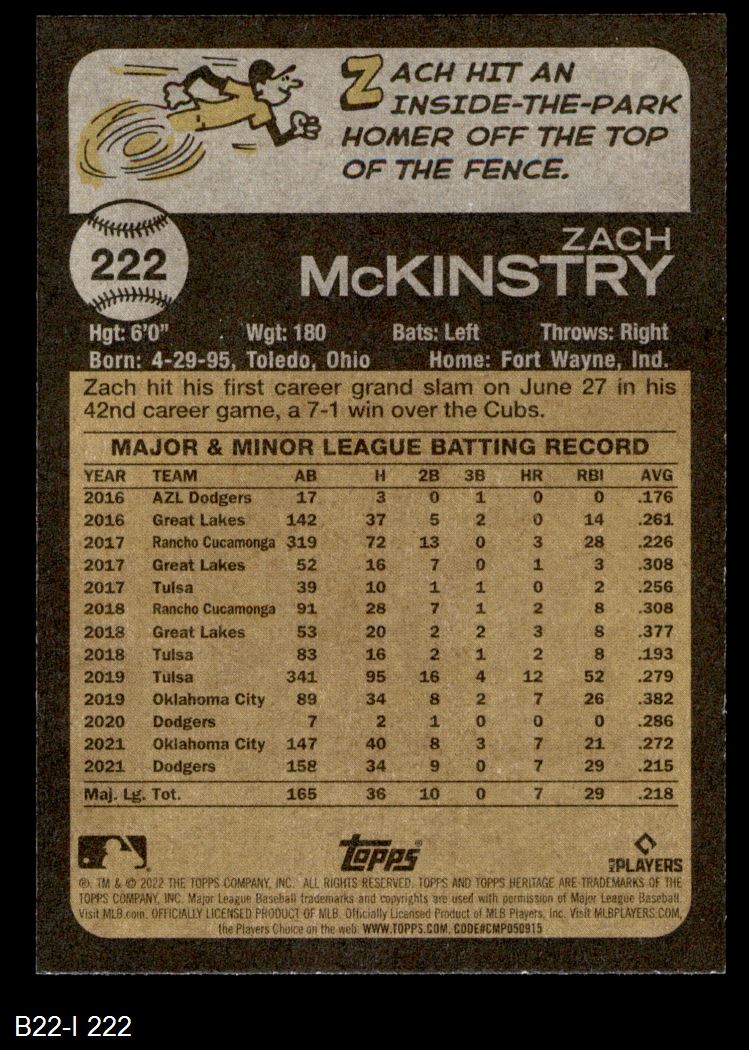 ZACH HIT AN
INSIDE-THE-PARK
HOMER OFF THE TOP
OF THE FENCE.
222
ZACH
McKINSTRY
Hgt: 6'0" Wgt: 180 Bats: Left Throws: Right
Born: 4-29-95, Toledo, Ohio Home: Fort Wayne, Ind.
Zach hit his first career grand slam on June 27 in his
42nd career game, a 7-1 win over the Cubs.
MAJOR & MINOR LEAGUE BATTING RECORD
YEAR TEAM AB H 2B 3B HR RBI AVG
2016 AZL Dodgers 17 3 0 1 0 0 .176
2016 Great Lakes 142 37 5 2 0 14 .261
2017 Rancho Cucamonga 319 72 13 0 3 28 .226
2017 Great Lakes 52 16 7 0 1 3 .308
2017 Tulsa 39 10 1 1 0 2 .256
2018 Rancho Cucamonga 91 28 7 1 2 8 .308
2018 Great Lakes 53 20 2 2 3 8 .377
2018 Tulsa 83 16 2 1 2 8 .193
2019 Tulsa 341 95 16 4 12 52 .279
2019 Oklahoma City 89 34 8 2 7 26 .382
2020 Dodgers 7 2 1 0 0 0 .286
2021 Oklahoma City 147 40 8 3 7 21 .272
2021 Dodgers 158 34 9 0 7 29 .215
Maj. Lg. Tot. 165 36 10 0 7 29 .218
topps
MLB PLAYERS
®, TM & © 2022 THE TOPPS COMPANY, INC. ALL RIGHTS RESERVED. TOPPS AND TOPPS HERITAGE ARE TRADEMARKS OF THE
TOPPS COMPANY, INC. Major League Baseball trademarks and copyrights are used with permission of Major League Baseball.
Visit MLB.com. OFFICIALLY LICENSED PRODUCT OF MLB. Officially Licensed Product of MLB Players, Inc. Visit MLBPLAYERS.COM,
the Players Choice on the web. WWW.TOPPS.COM. CODE#CMP050915
B22-I 222